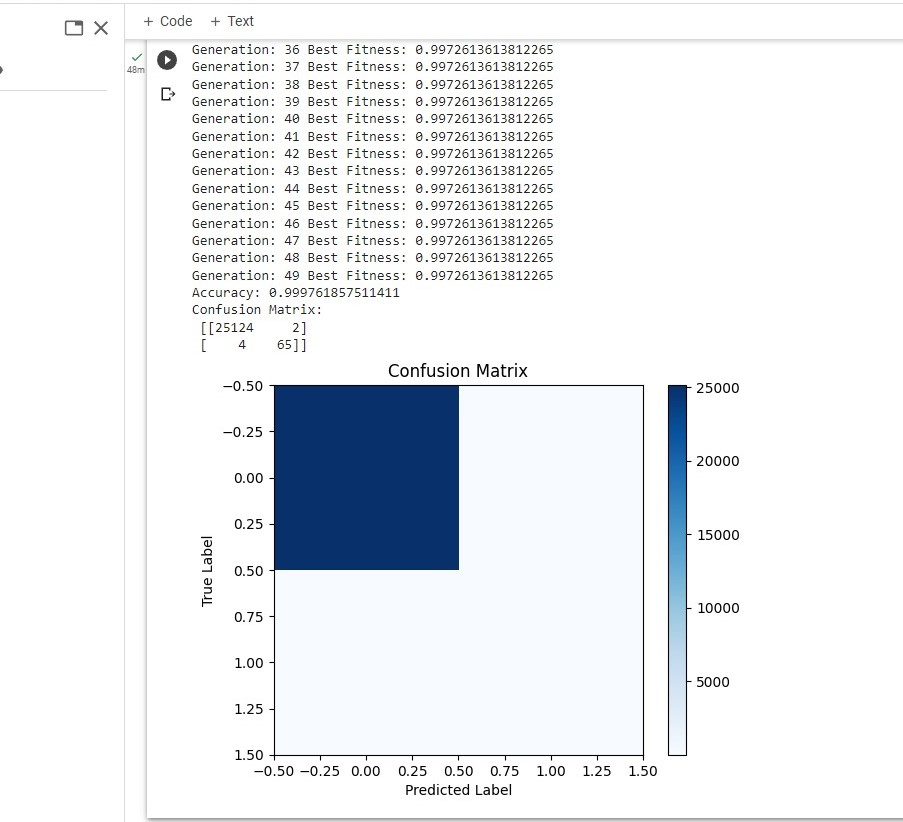 + Code + Text
48m
Generation: 36 Best Fitness: 0.9972613613812265
Generation: 37 Best Fitness: 0.9972613613812265
Generation: 38 Best Fitness: 0.9972613613812265
Generation: 39 Best Fitness: 0.9972613613812265
Generation: 40 Best Fitness: 0.9972613613812265
Generation: 41 Best Fitness: 0.9972613613812265
Generation: 42 Best Fitness: 0.9972613613812265
Generation: 43 Best Fitness: 0.9972613613812265
Generation: 44 Best Fitness: 0.9972613613812265
Generation: 45 Best Fitness: 0.9972613613812265
Generation: 46 Best Fitness: 0.9972613613812265
Generation: 47 Best Fitness: 0.9972613613812265
Generation: 48 Best Fitness: 0.9972613613812265
Generation: 49 Best Fitness: 0.9972613613812265
Accuracy: 0.999761857511411
Confusion Matrix:
[[25124 2]
[ 4 65]]
Confusion Matrix
True Label
−0.50
−0.25
0.00
0.25
0.50
0.75
1.00
1.25
1.50
−0.50 −0.25 0.00 0.25 0.50 0.75 1.00 1.25 1.50
Predicted Label
25000
20000
15000
10000
5000